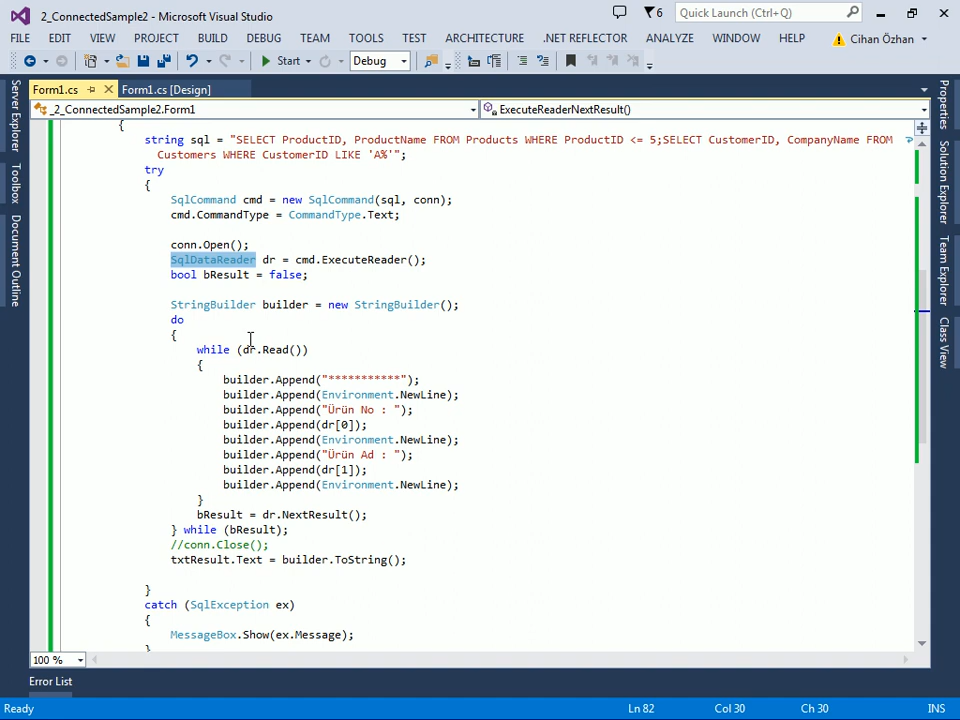 2_ConnectedSample2 - Microsoft Visual Studio
6
Quick Launch (Ctrl+Q)
FILE EDIT VIEW PROJECT BUILD DEBUG TEAM TOOLS TEST ARCHITECTURE .NET REFLECTOR ANALYZE WINDOW HELP Cihan Özhan
Start Debug
Form1.cs Form1.cs [Design]
_2_ConnectedSample2.Form1 ExecuteReaderNextResult()
{
string sql = "SELECT ProductID, ProductName FROM Products WHERE ProductID <= 5;SELECT CustomerID, CompanyName FROM
Customers WHERE CustomerID LIKE 'A%'";
try
{
SqlCommand cmd = new SqlCommand(sql, conn);
cmd.CommandType = CommandType.Text;
conn.Open();
SqlDataReader dr = cmd.ExecuteReader();
bool bResult = false;
StringBuilder builder = new StringBuilder();
do
{
while (dr.Read())
{
builder.Append("***********");
builder.Append(Environment.NewLine);
builder.Append("Ürün No : ");
builder.Append(dr[0]);
builder.Append(Environment.NewLine);
builder.Append("Ürün Ad : ");
builder.Append(dr[1]);
builder.Append(Environment.NewLine);
}
bResult = dr.NextResult();
} while (bResult);
//conn.Close();
txtResult.Text = builder.ToString();
}
catch (SqlException ex)
{
MessageBox.Show(ex.Message);
}
Server Explorer
Toolbox
Document Outline
Properties
Solution Explorer
Team Explorer
Class View
100 %
Error List
Ready Ln 82 Col 30 Ch 30 INS